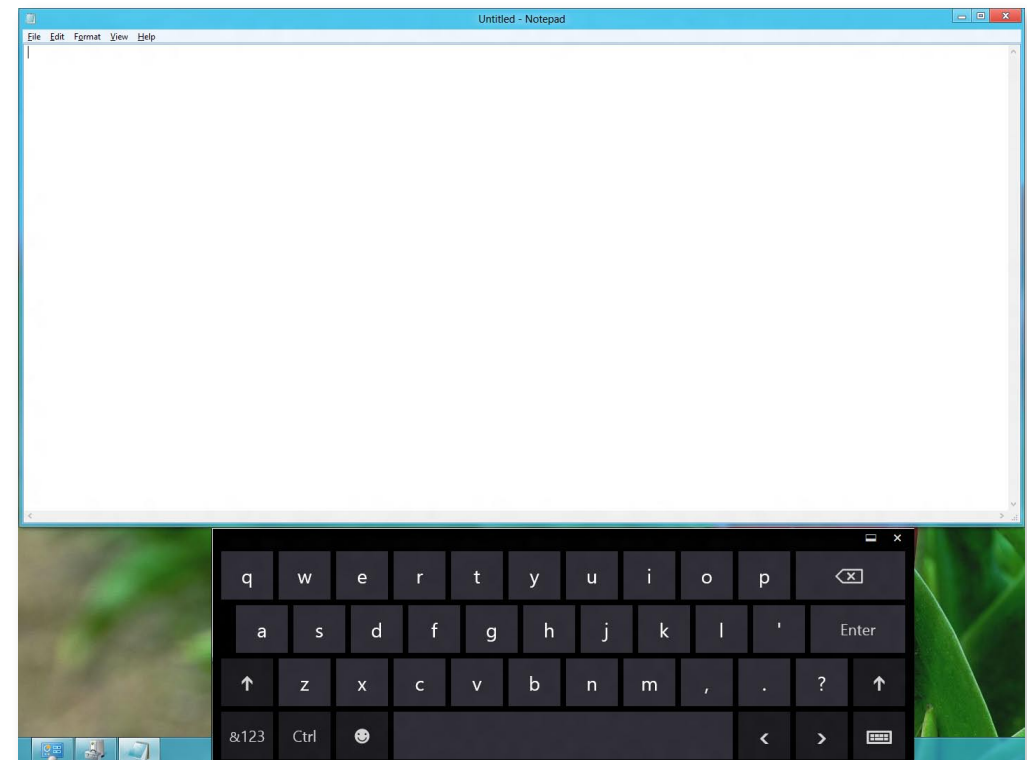 Untitled - Notepad
File Edit Format View Help
q w e r t y u i o p
a s d f g h j k l ' Enter
z x c v b n m , . ?
&123 Ctrl < >